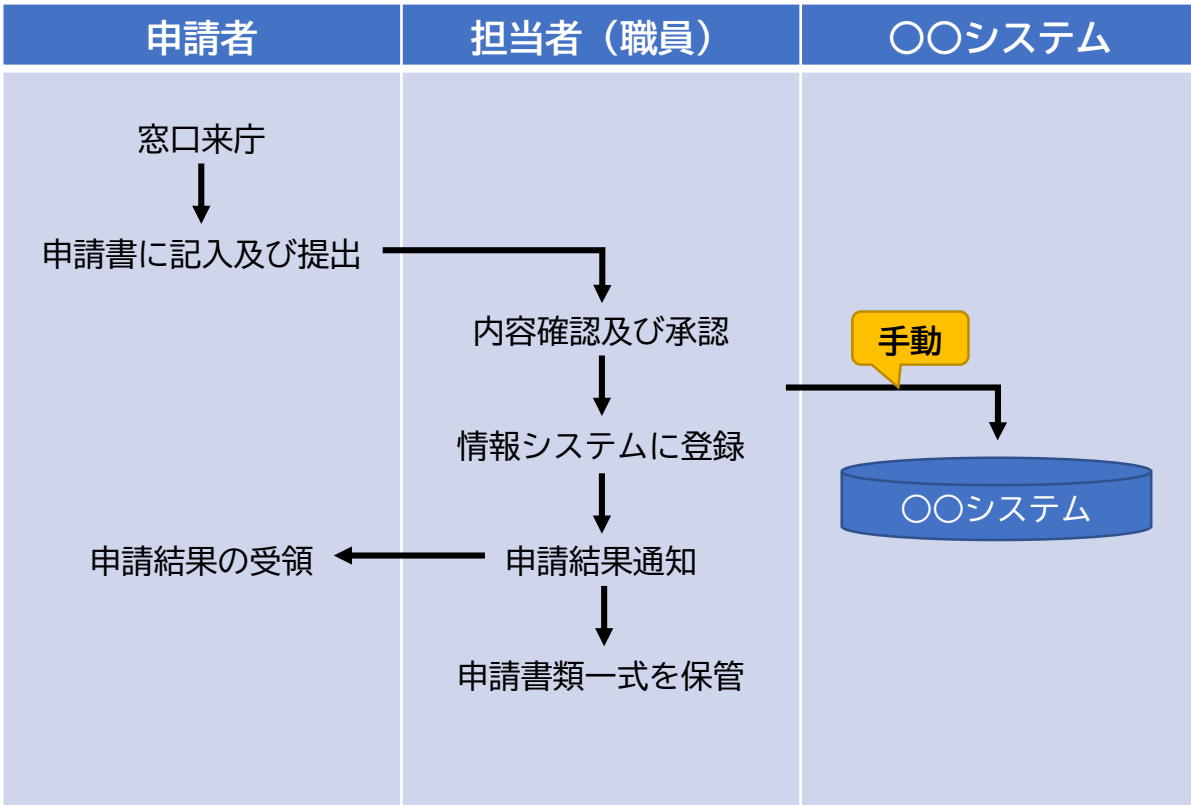 申請者
担当者（職員）
〇〇システム
窓口来庁
申請書に記入及び提出
内容確認及び承認
手動
情報システムに登録
〇〇システム
申請結果の受領
申請結果通知
申請書類一式を保管